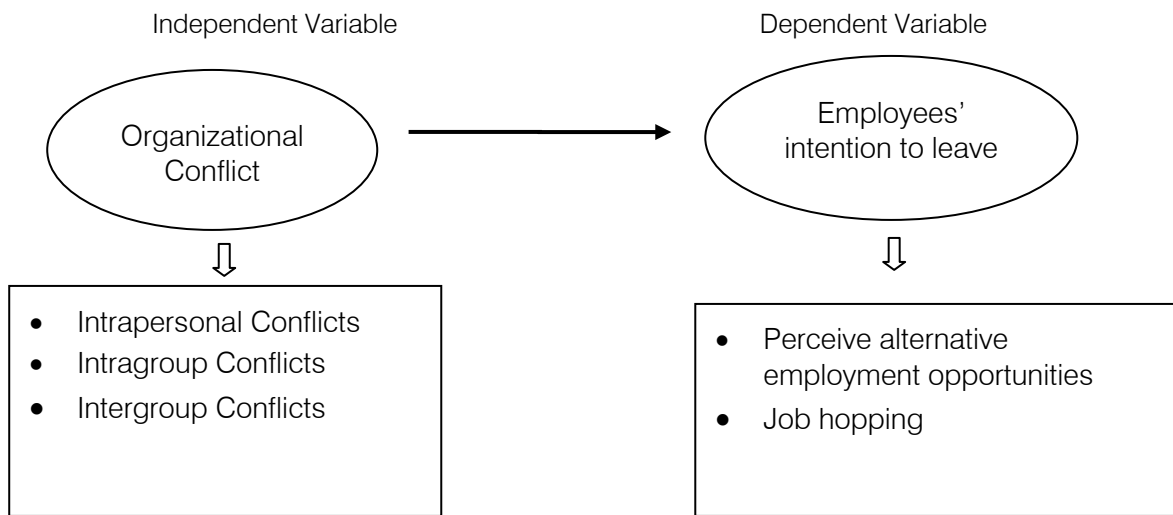 Independent Variable
Dependent Variable
Organizational
Conflict
Employees’
intention to leave
• Intrapersonal Conflicts
• Intragroup Conflicts
• Intergroup Conflicts
• Perceive alternative
employment opportunities
• Job hopping